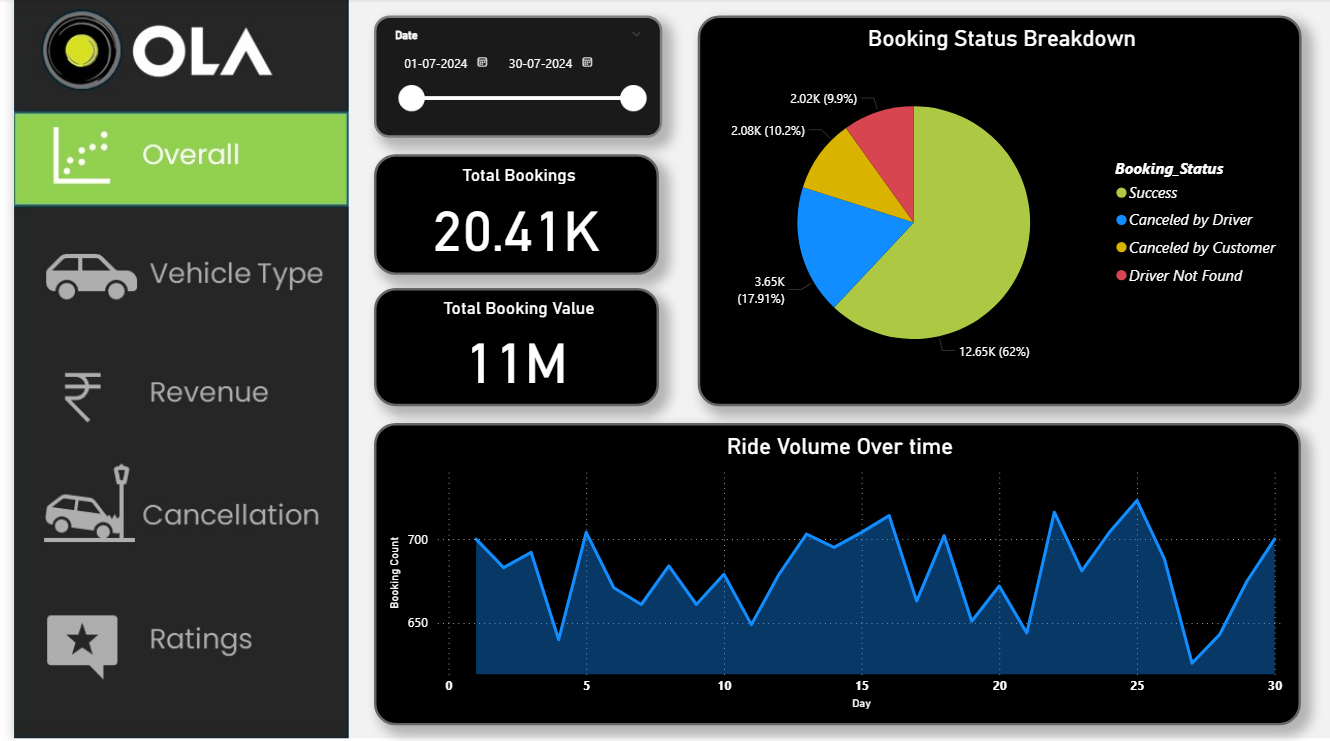 OLA
Overall
Vehicle Type
Revenue
Cancellation
Ratings
Date
01-07-2024 30-07-2024
Total Bookings
20.41K
Total Booking Value
11M
Booking Status Breakdown
2.02K (9.9%)
2.08K (10.2%)
3.65K
(17.91%)
12.65K (62%)
Booking_Status
Success
Canceled by Driver
Canceled by Customer
Driver Not Found
Ride Volume Over time
Booking Count
700
650
0 5 10 15 20 25 30
Day